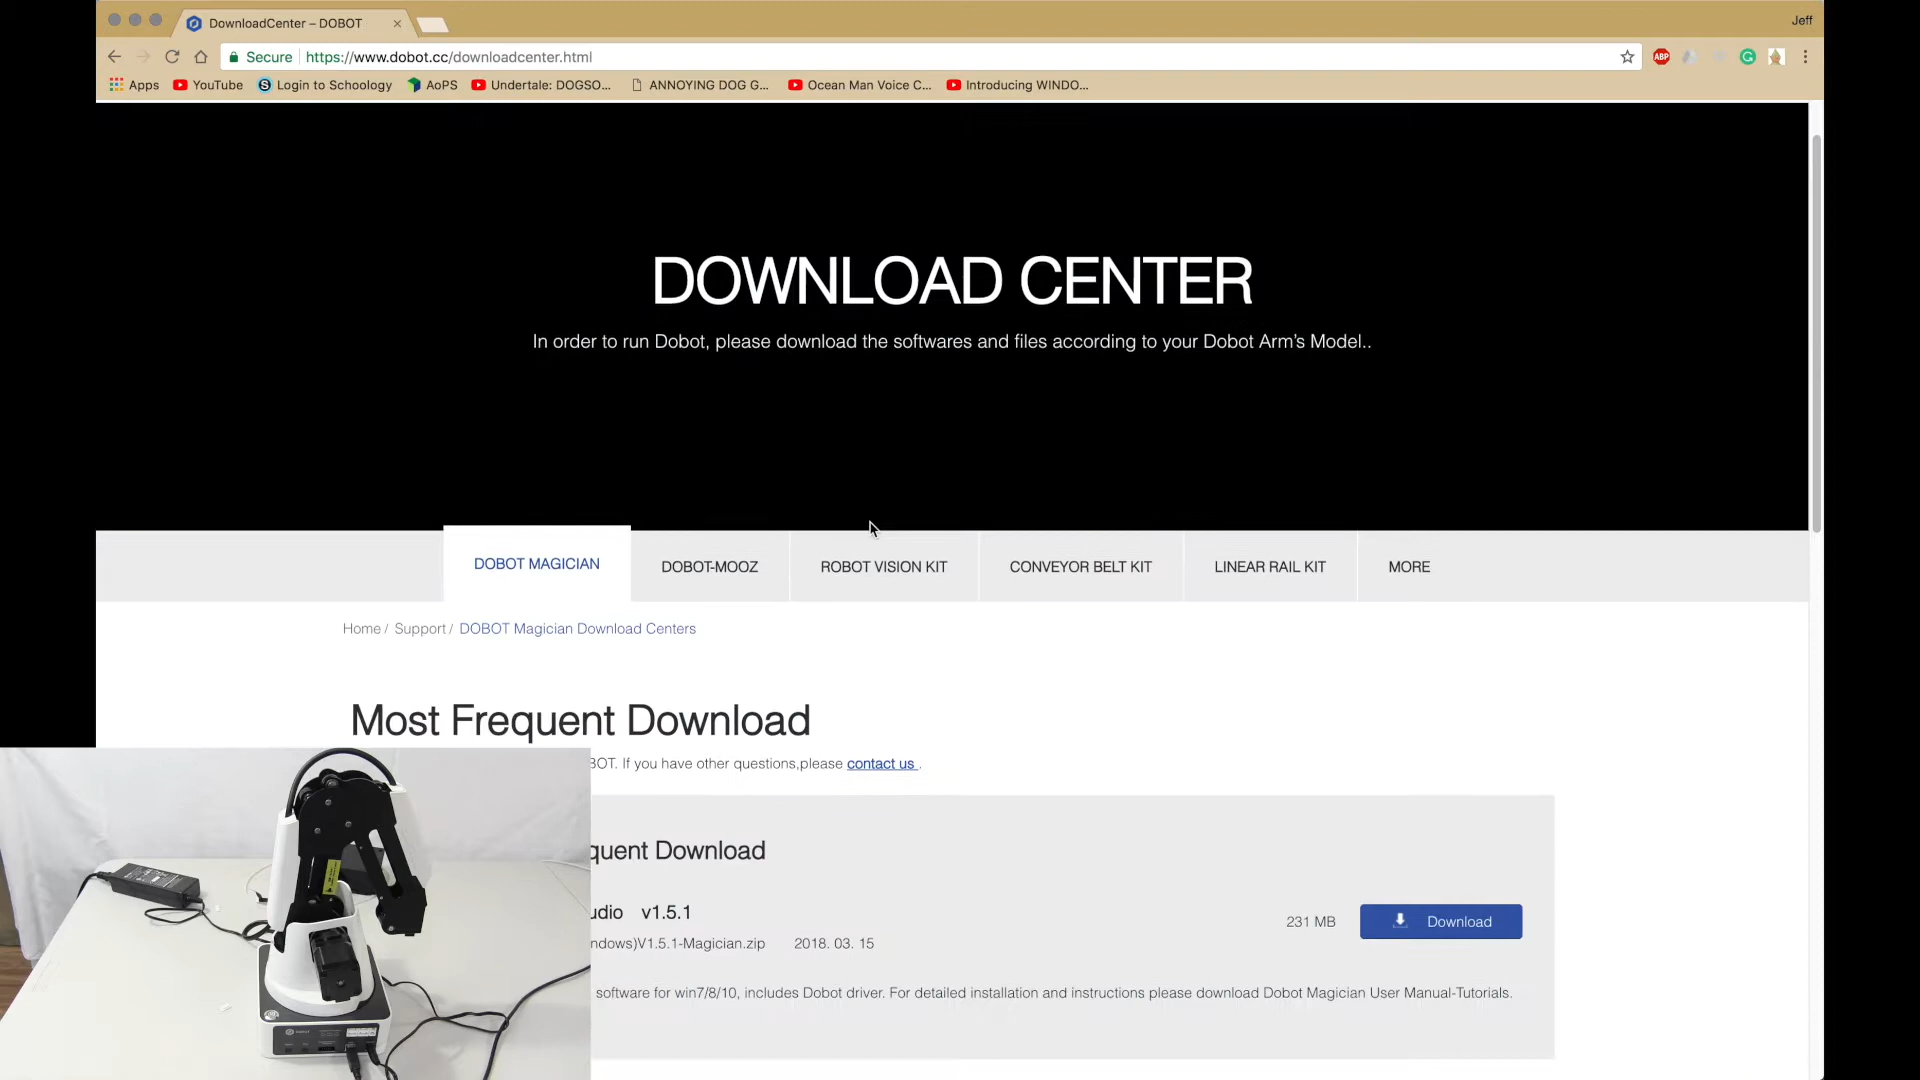 DownloadCenter – DOBOT
Jeff
Secure https://www.dobot.cc/downloadcenter.html
ABP
Apps YouTube Login to Schoology AoPS Undertale: DOGSO... ANNOYING DOG G... Ocean Man Voice C... Introducing WINDO...
DOWNLOAD CENTER
In order to run Dobot, please download the softwares and files according to your Dobot Arm's Model..
DOBOT MAGICIAN DOBOT-MOOZ ROBOT VISION KIT CONVEYOR BELT KIT LINEAR RAIL KIT MORE
Home / Support / DOBOT Magician Download Centers
Most Frequent Download
BOT. If you have other questions,please contact us .
quent Download
udio v1.5.1
231 MB Download
ndows)V1.5.1-Magician.zip 2018. 03. 15
software for win7/8/10, includes Dobot driver. For detailed installation and instructions please download Dobot Magician User Manual-Tutorials.